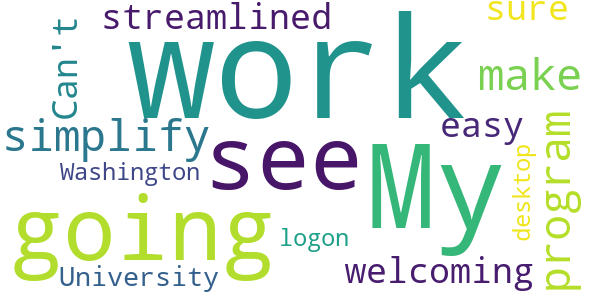 streamlined
sure
Can't
work
make
simplify
see
easy
Washington
My
desktop
program
going
logon
University
welcoming